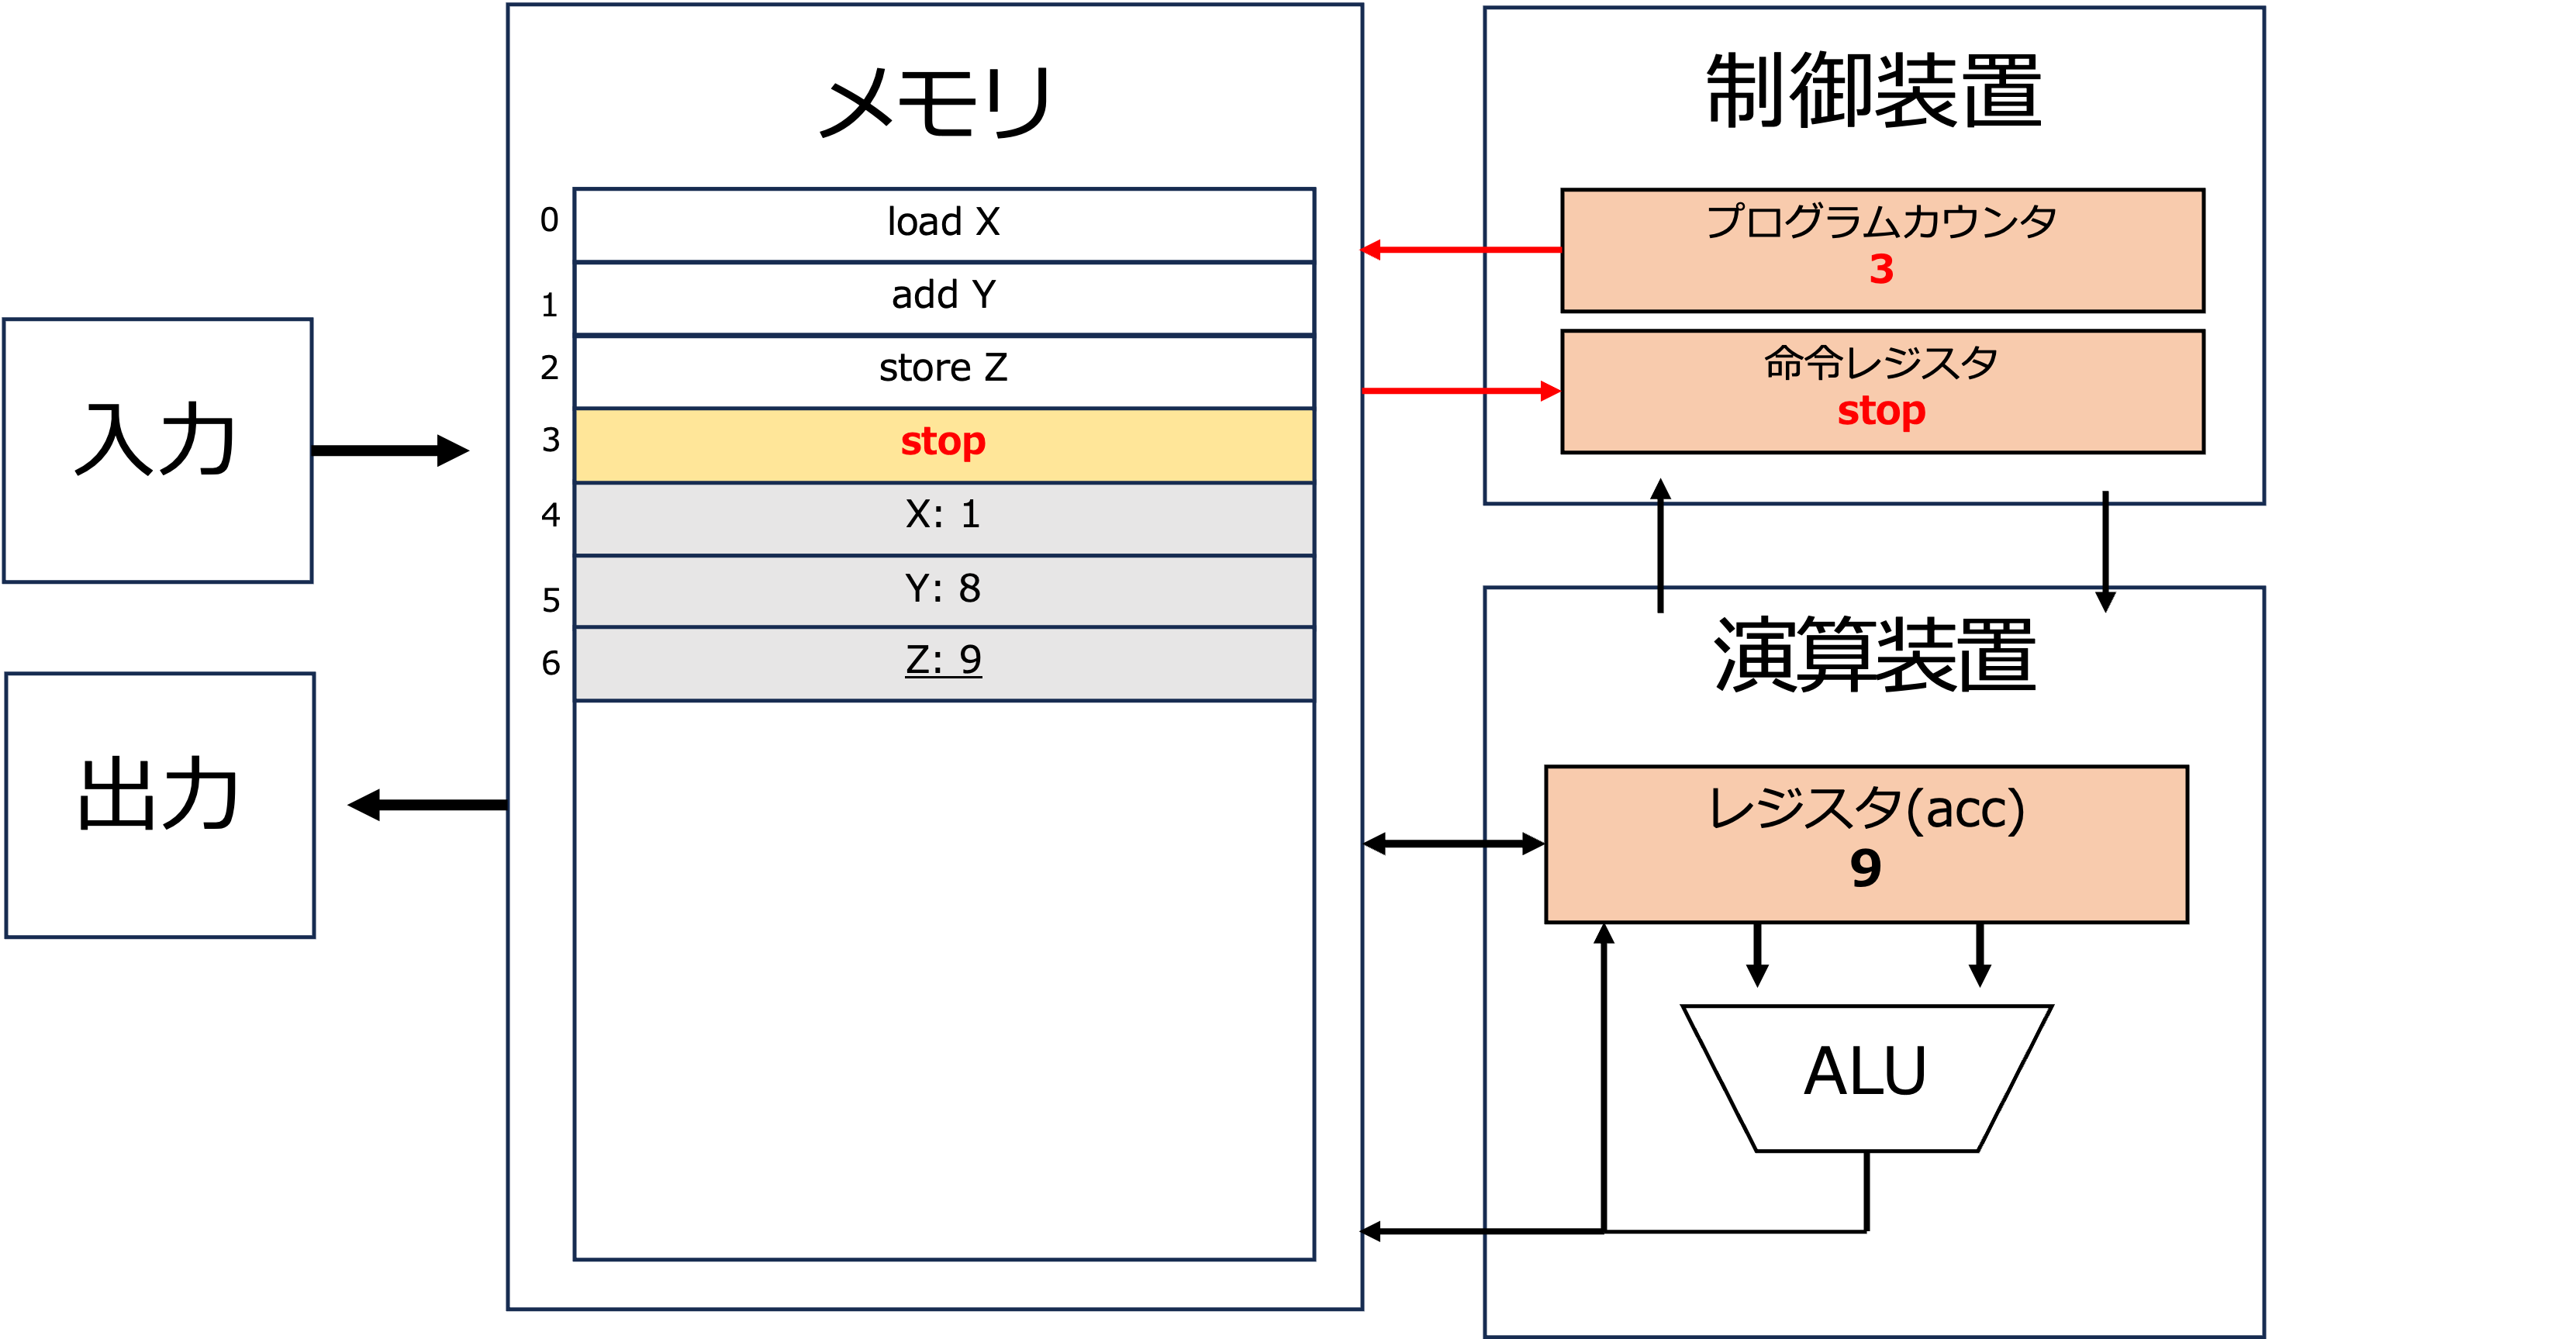 入力
出力
メモリ
0
load X
1
add Y
2
store Z
3
stop
4
X: 1
5
Y: 8
6
Z: 9
制御装置
プログラムカウンタ
3
命令レジスタ
stop
演算装置
レジスタ(acc)
9
ALU